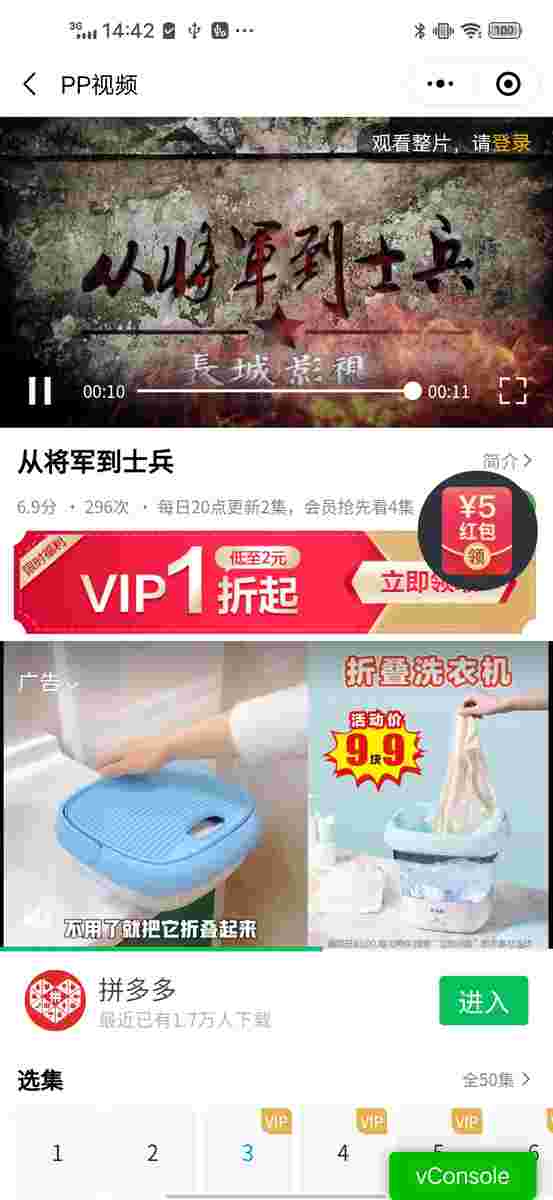 3G 14:42 100
PP视频
观看整片，请登录
从将軍到士兵
長城影視
00:10
00:11
从将军到士兵
简介
6.9分 · 296次 · 每日20点更新2集，会员抢先看4集
¥5
红包
领
限时福利
VIP1折起
低至2元
立即领
广告
折叠洗衣机
活动价
9块9
不用了就把它折叠起来
拼多多
最近已有1.7万人下载
进入
选集
全50集
VIP VIP VIP
1 2 3 4 5 6
vConsole